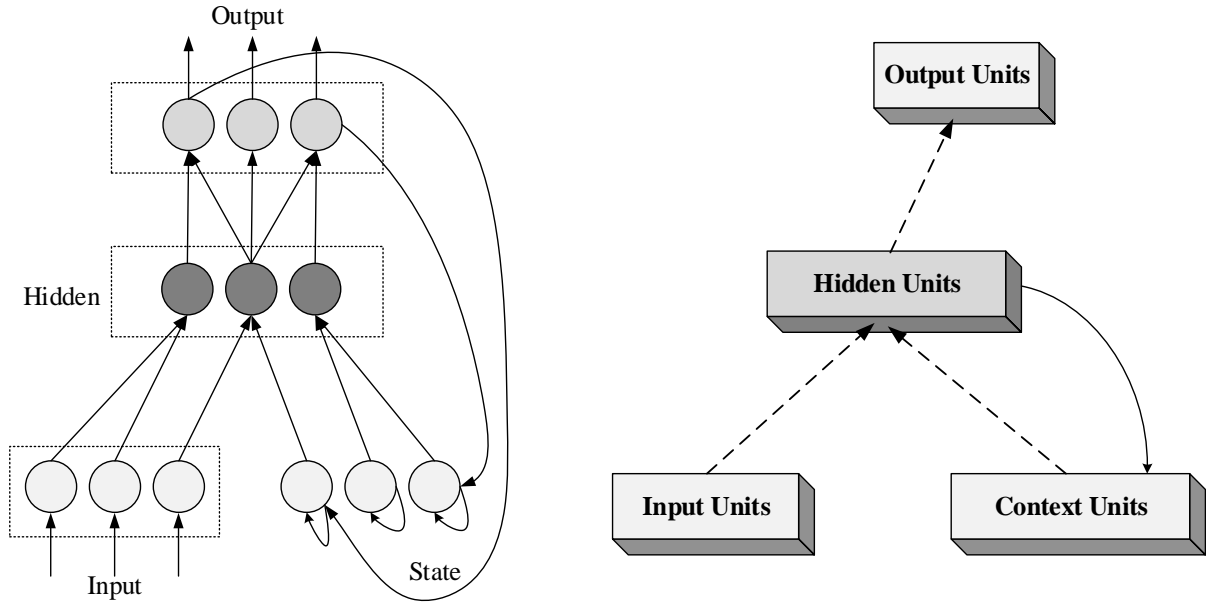 Output
Hidden
Input
State
Output Units
Hidden Units
Input Units
Context Units